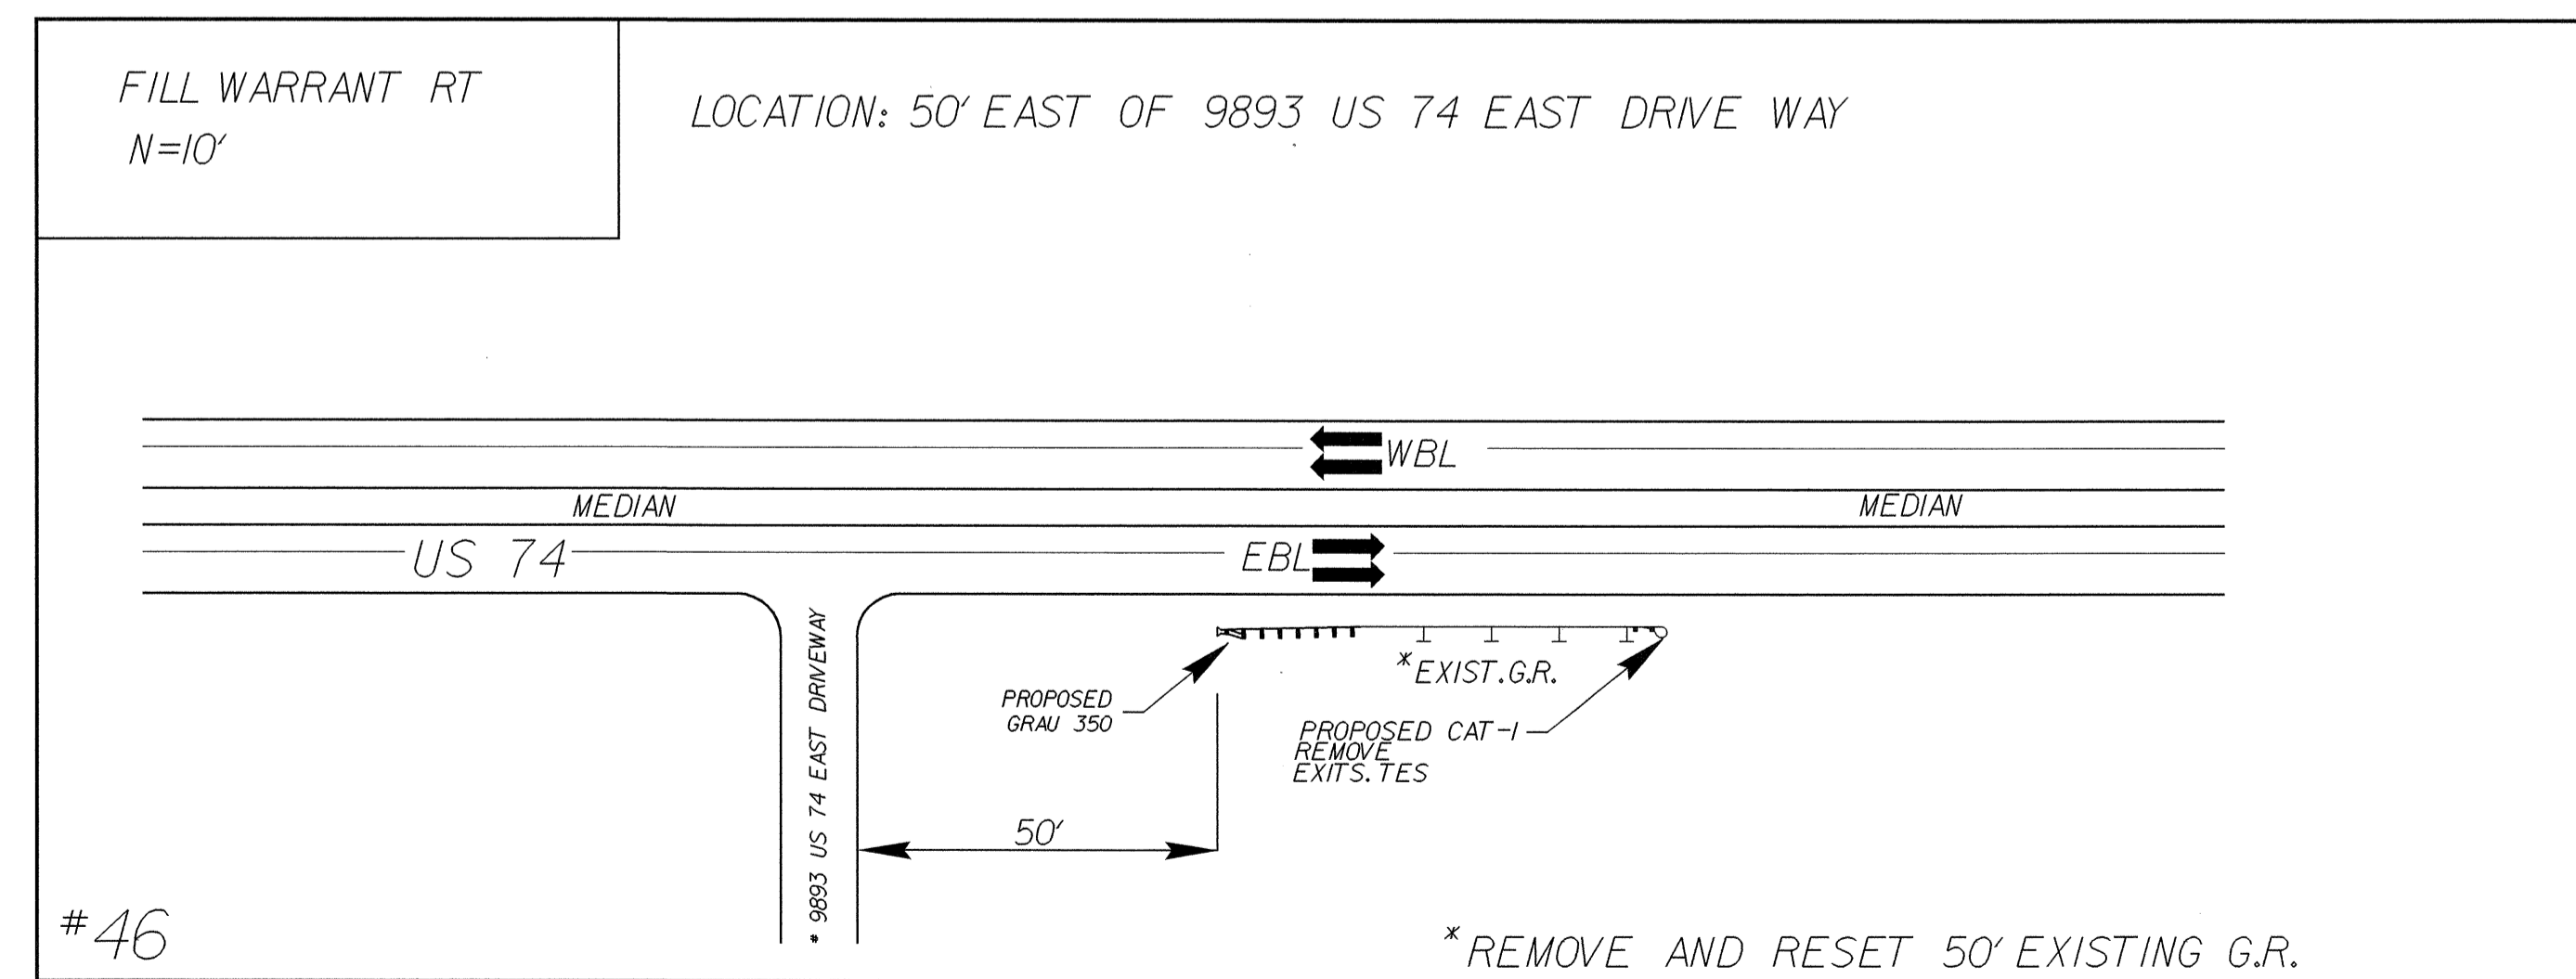 FILL WARRANT RT
N=10'
LOCATION: 50' EAST OF 9893 US 74 EAST DRIVE WAY
WBL
MEDIAN
MEDIAN
US 74
EBL
# 9893 US 74 EAST DRIVEWAY
*EXIST.G.R.
PROPOSED
GRAU 350
PROPOSED CAT-1
REMOVE
EXITS.TES
50'
#46
*REMOVE AND RESET 50' EXISTING G.R.